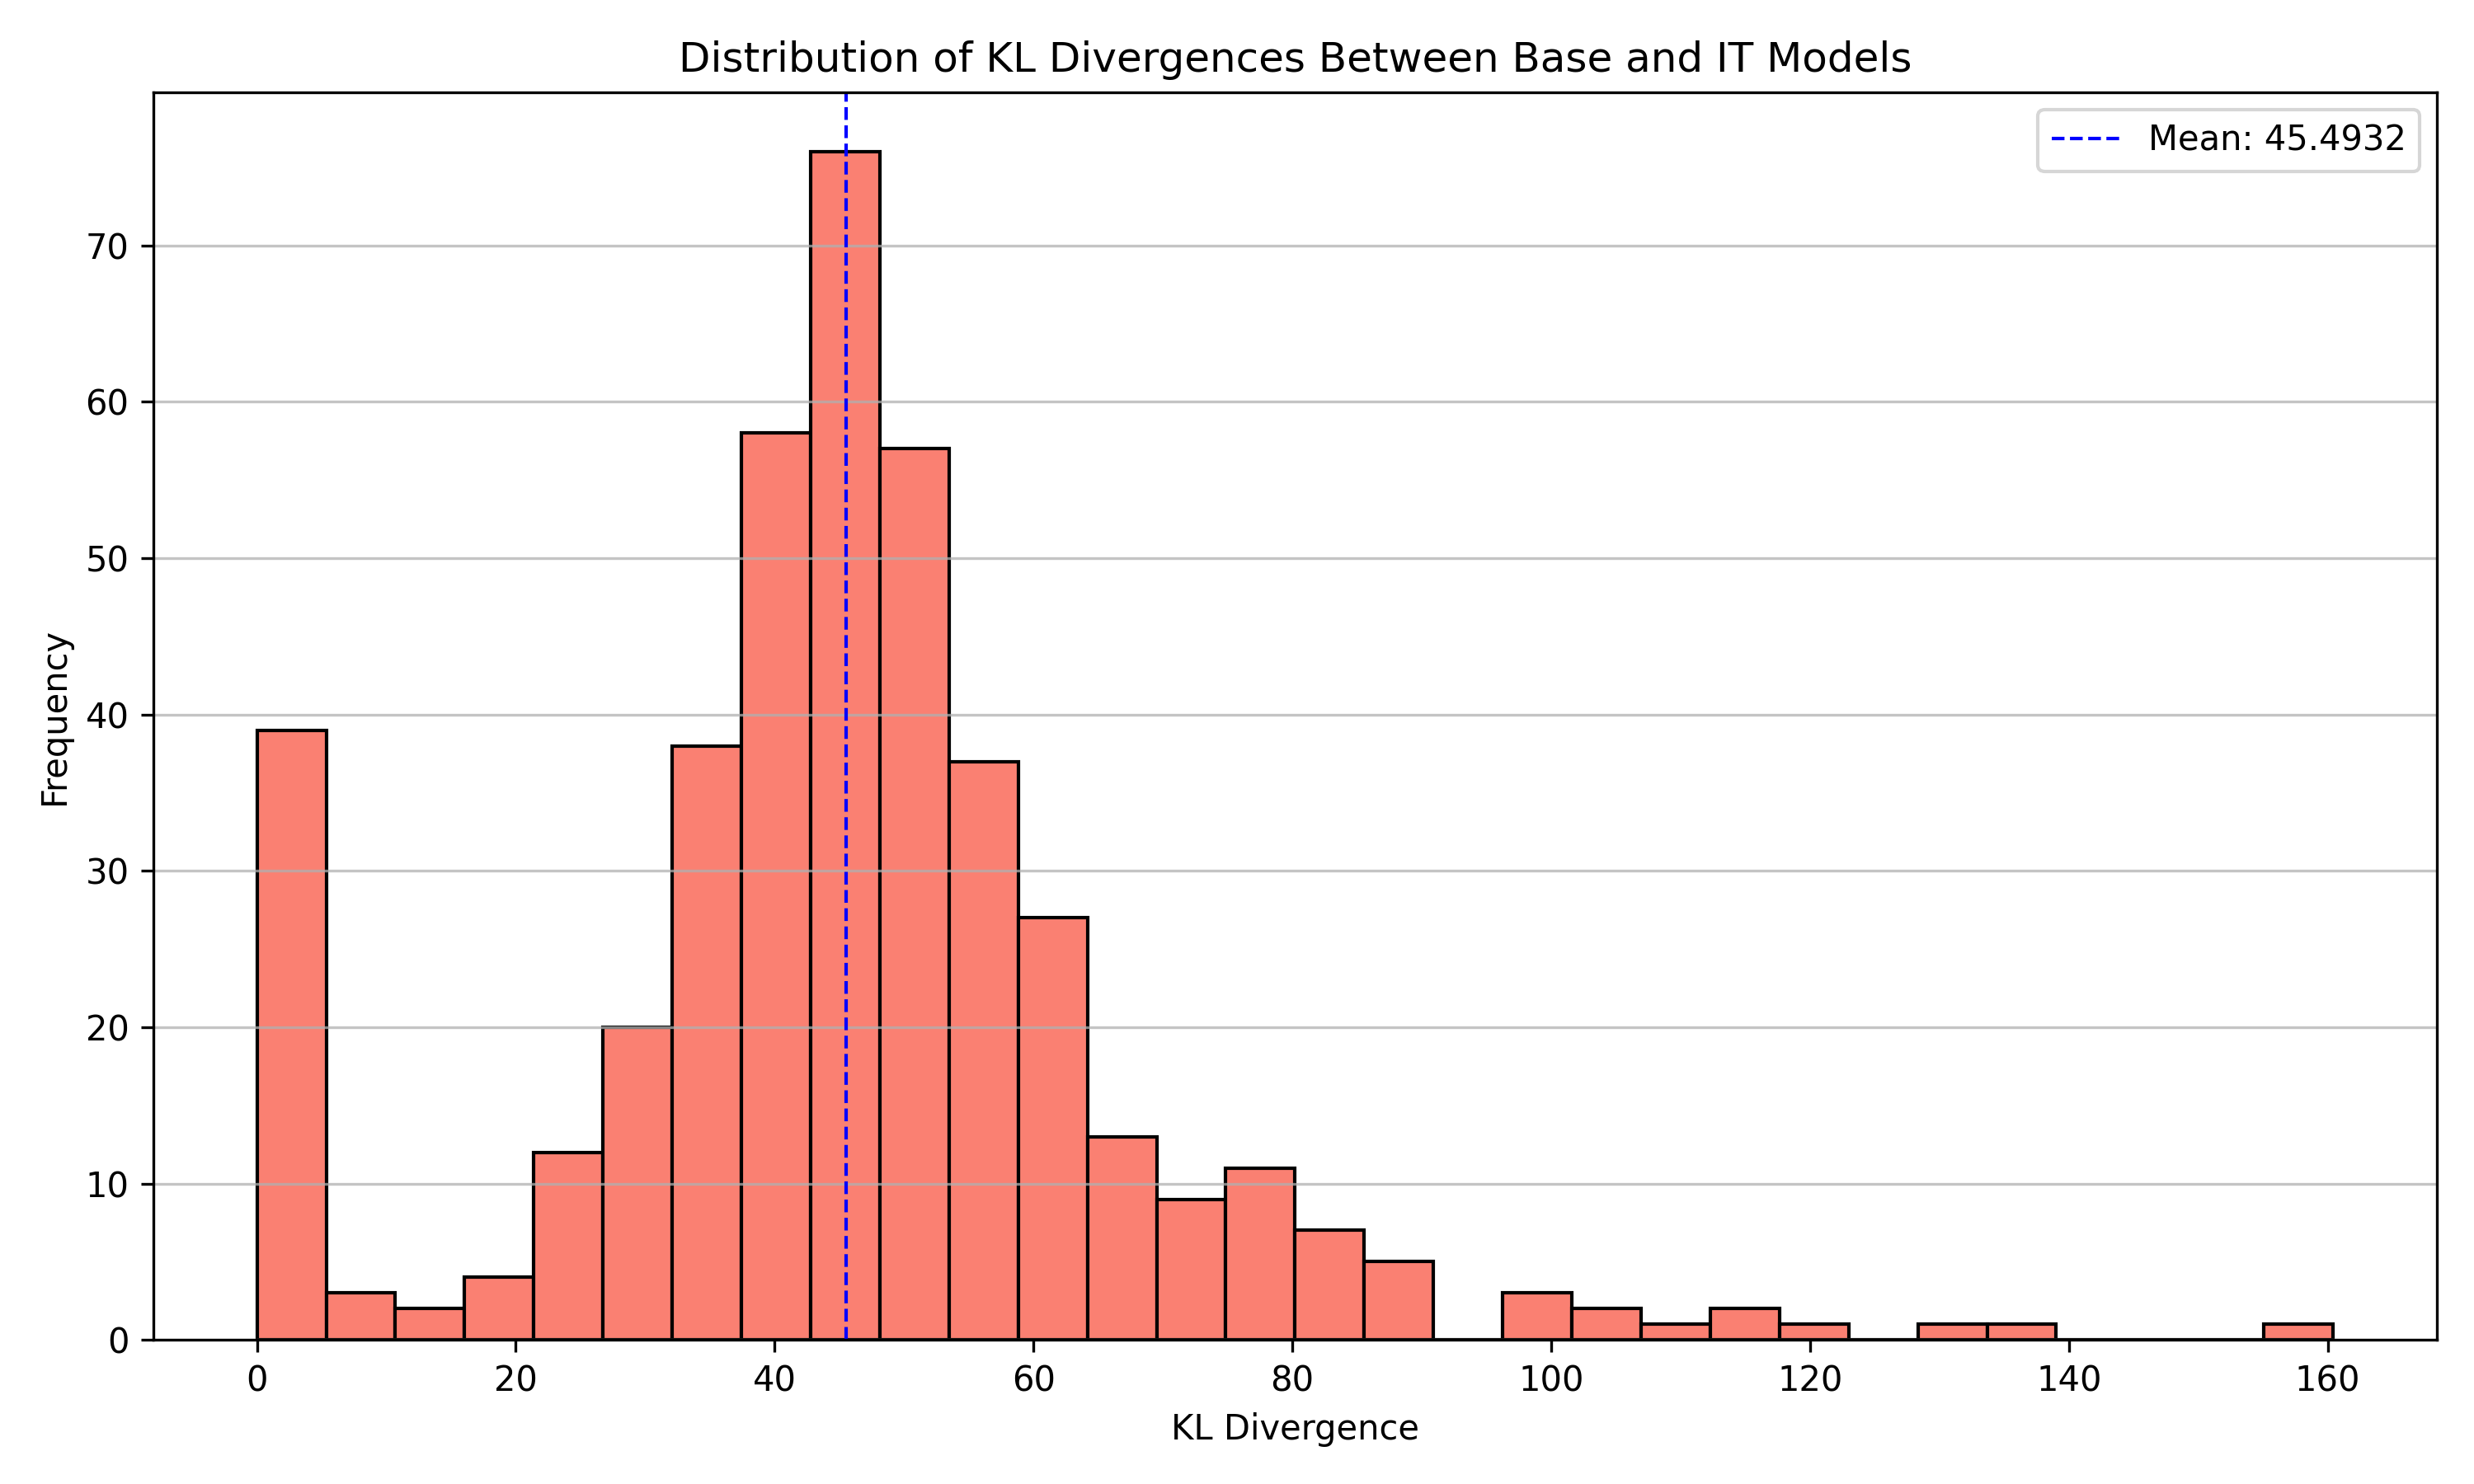 Distribution of KL Divergences Between Base and IT Models
Mean: 45.4932
Frequency
70
60
50
40
30
20
10
0
0 20 40 60 80 100 120 140 160
KL Divergence